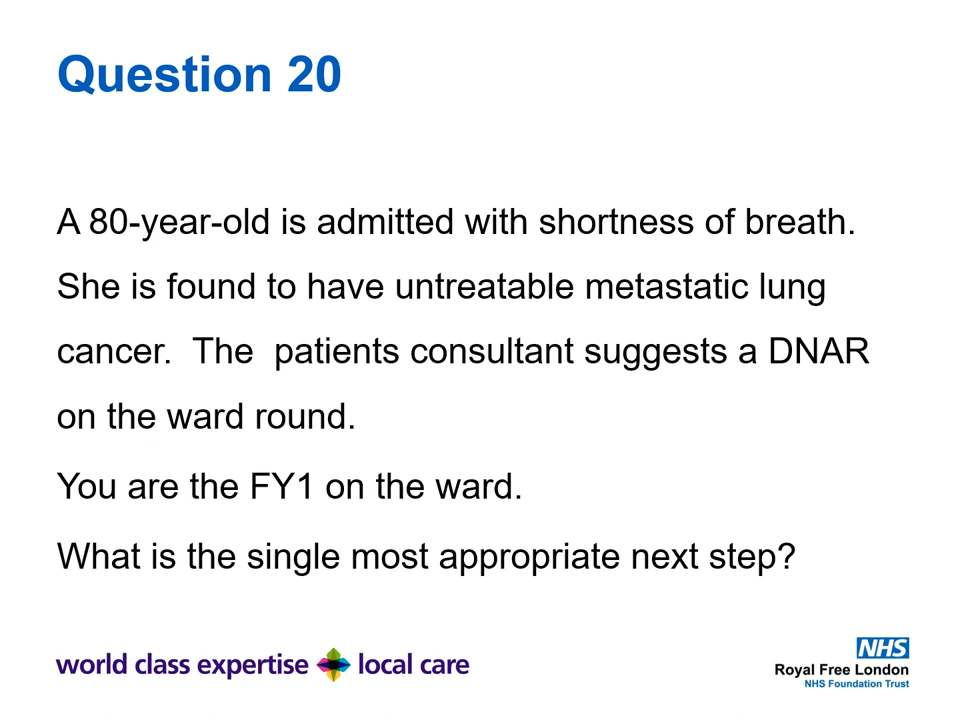 Question 20
A 80-year-old is admitted with shortness of breath.
She is found to have untreatable metastatic lung
cancer.  The  patients consultant suggests a DNAR
on the ward round.
You are the FY1 on the ward.
What is the single most appropriate next step?
world class expertise local care
NHS
Royal Free London
NHS Foundation Trust